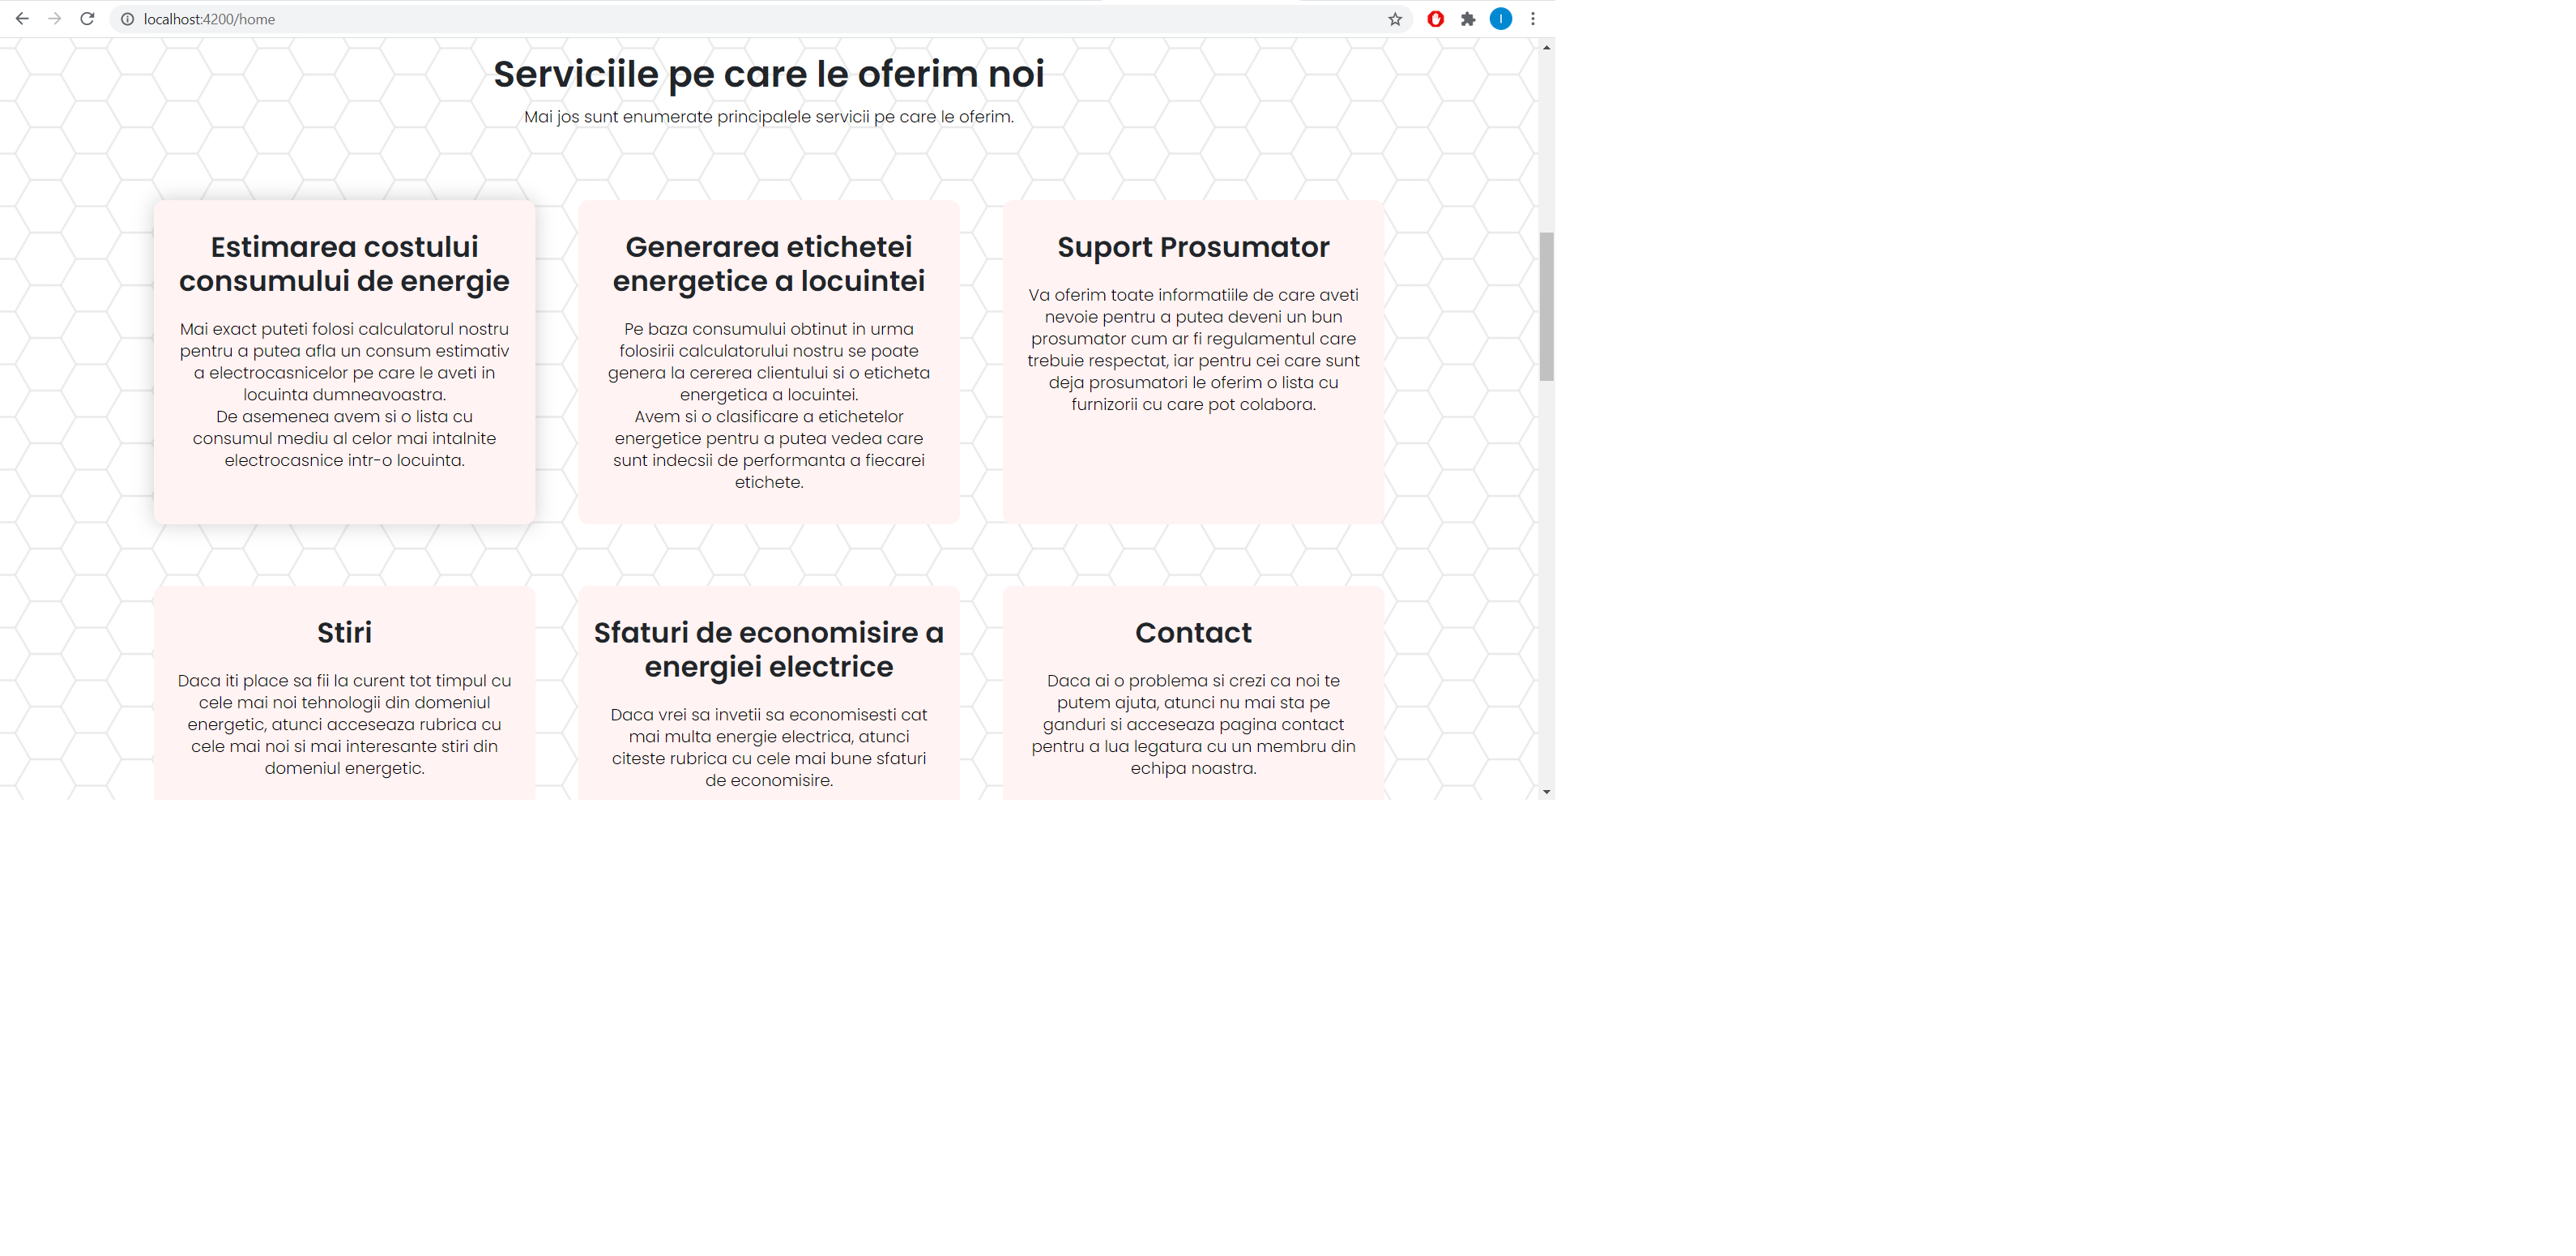 localhost:4200/home
I
Serviciile pe care le oferim noi
Mai jos sunt enumerate principalele servicii pe care le oferim.
Estimarea costului
consumului de energie
Mai exact puteti folosi calculatorul nostru
pentru a putea afla un consum estimativ
a electrocasnicelor pe care le aveti in
locuinta dumneavoastra.
De asemenea avem si o lista cu
consumul mediu al celor mai intalnite
electrocasnice intr-o locuinta.
Generarea etichetei
energetice a locuintei
Pe baza consumului obtinut in urma
folosirii calculatorului nostru se poate
genera la cererea clientului si o eticheta
energetica a locuintei.
Avem si o clasificare a etichetelor
energetice pentru a putea vedea care
sunt indecsii de performanta a fiecarei
etichete.
Suport Prosumator
Va oferim toate informatiile de care aveti
nevoie pentru a putea deveni un bun
prosumator cum ar fi regulamentul care
trebuie respectat, iar pentru cei care sunt
deja prosumatori le oferim o lista cu
furnizorii cu care pot colabora.
Stiri
Daca iti place sa fii la curent tot timpul cu
cele mai noi tehnologii din domeniul
energetic, atunci acceseaza rubrica cu
cele mai noi si mai interesante stiri din
domeniul energetic.
Sfaturi de economisire a
energiei electrice
Daca vrei sa invetii sa economisesti cat
mai multa energie electrica, atunci
citeste rubrica cu cele mai bune sfaturi
de economisire.
Contact
Daca ai o problema si crezi ca noi te
putem ajuta, atunci nu mai sta pe
ganduri si acceseaza pagina contact
pentru a lua legatura cu un membru din
echipa noastra.